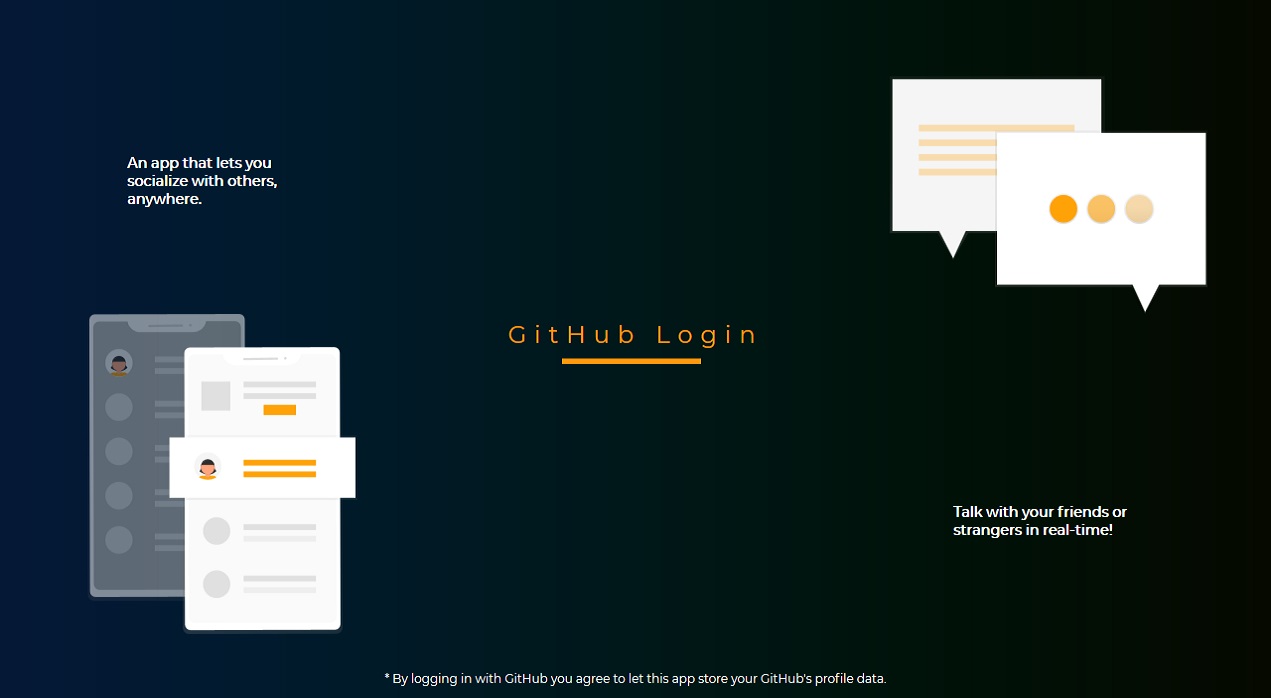 An app that lets you
socialize with others,
anywhere.
GitHub Login
Talk with your friends or
strangers in real-time!
* By logging in with GitHub you agree to let this app store your GitHub's profile data.